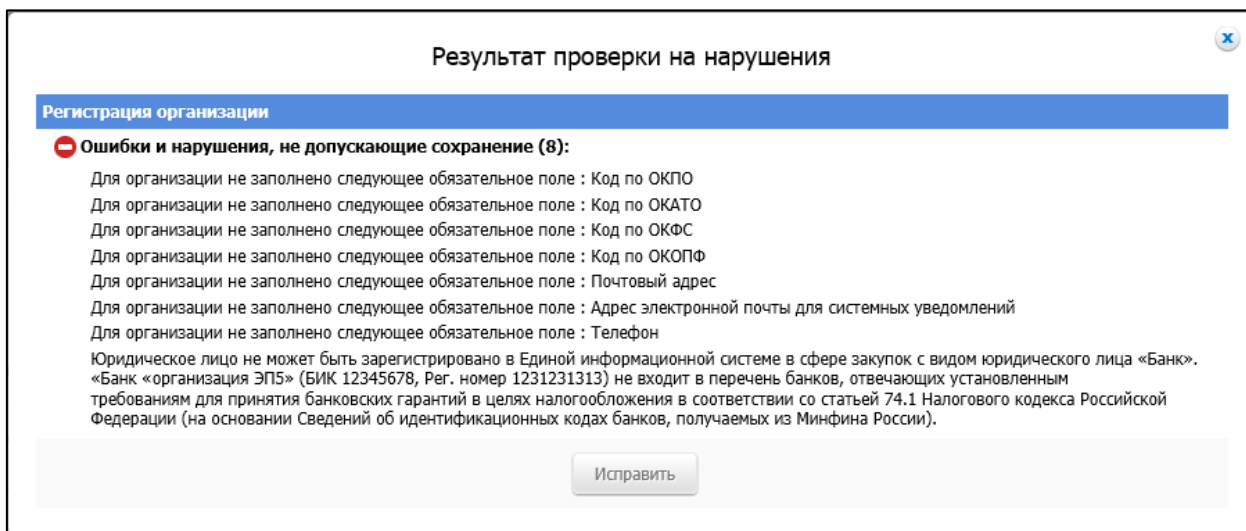 Результат проверки на нарушения
Регистрация организации
Ошибки и нарушения, не допускающие сохранение (8):
Для организации не заполнено следующее обязательное поле : Код по ОКПО
Для организации не заполнено следующее обязательное поле : Код по ОКАТО
Для организации не заполнено следующее обязательное поле : Код по ОКФС
Для организации не заполнено следующее обязательное поле : Код по ОКОПФ
Для организации не заполнено следующее обязательное поле : Почтовый адрес
Для организации не заполнено следующее обязательное поле : Адрес электронной почты для системных уведомлений
Для организации не заполнено следующее обязательное поле : Телефон
Юридическое лицо не может быть зарегистрировано в Единой информационной системе в сфере закупок с видом юридического лица «Банк».
«Банк «организация ЭП5» (БИК 12345678, Рег. номер 1231231313) не входит в перечень банков, отвечающих установленным
требованиям для принятия банковских гарантий в целях налогообложения в соответствии со статьей 74.1 Налогового кодекса Российской
Федерации (на основании Сведений об идентификационных кодах банков, получаемых из Минфина России).
Исправить